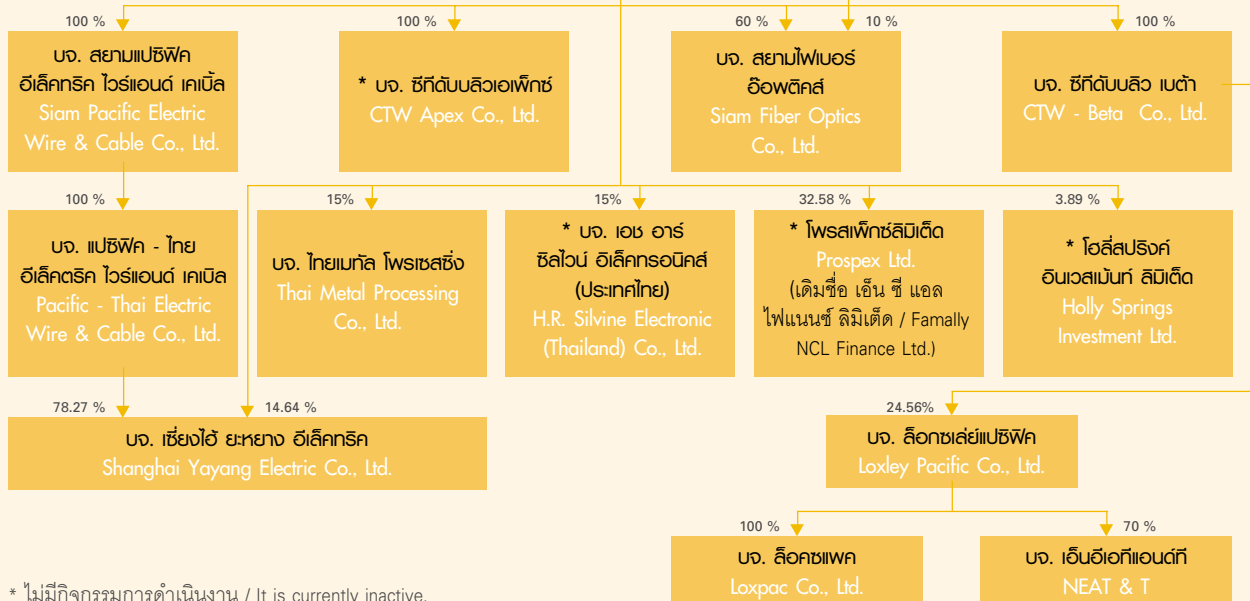 100 %
บจ. สยามแปซิฟิค
อีเล็คทริค ไวร์แอนด์ เคเบิ้ล
Siam Pacific Electric
Wire & Cable Co., Ltd.
100 %
* บจ. ซีทีดับบลิวเอเพ็กซ์
CTW Apex Co., Ltd.
60 %
10 %
บจ. สยามไฟเบอร์
อ๊อพติคส์
Siam Fiber Optics
Co., Ltd.
100 %
บจ. ซีทีดับบลิว เบต้า
CTW - Beta Co., Ltd.
100 %
บจ. แปซิฟิค - ไทย
อีเล็คตริค ไวร์แอนด์ เคเบิล
Pacific - Thai Electric
Wire & Cable Co., Ltd.
15%
บจ. ไทยเมทัล โพรเซสซิ่ง
Thai Metal Processing
Co., Ltd.
15%
* บจ. เอช อาร์
ซิลไวน์ อิเล็คทรอนิคส์
(ประเทศไทย)
H.R. Silvine Electronic
(Thailand) Co., Ltd.
32.58 %
* โพรสเพ็กซ์ลิมิเต็ด
Prospex Ltd.
(เดิมชื่อ เอ็น ซี แอล
ไฟแนนซ์ ลิมิเต็ด / Famally
NCL Finance Ltd.)
3.89 %
* โฮลี่สปริงค์
อินเวสเม้นท์ ลิมิเต็ด
Holly Springs
Investment Ltd.
78.27 %
14.64 %
บจ. เซี่ยงไฮ้ ยะหยาง อีเล็คทริค
Shanghai Yayang Electric Co., Ltd.
24.56%
บจ. ล็อกซเล่ย์แปซิฟิค
Loxley Pacific Co., Ltd.
100 %
บจ. ล็อคซแพค
Loxpac Co., Ltd.
70 %
บจ. เอ็นอีเอทีแอนด์ที
NEAT & T
* ไม่มีกิจกรรมการดำเนินงาน / It is currently inactive.